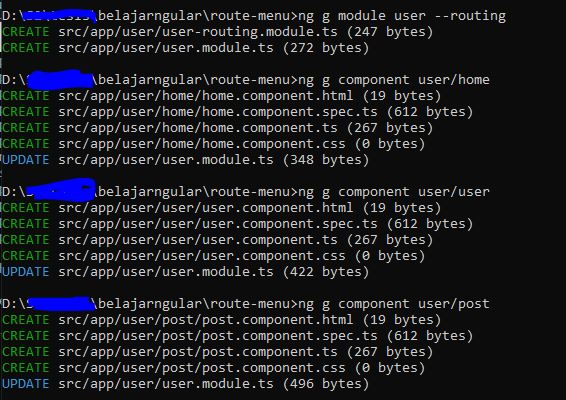 D:\ \belajarngular\route-menu>ng g module user --routing
CREATE src/app/user/user-routing.module.ts (247 bytes)
CREATE src/app/user/user.module.ts (272 bytes)
D:\ \belajarngular\route-menu>ng g component user/home
CREATE src/app/user/home/home.component.html (19 bytes)
CREATE src/app/user/home/home.component.spec.ts (612 bytes)
CREATE src/app/user/home/home.component.ts (267 bytes)
CREATE src/app/user/home/home.component.css (0 bytes)
UPDATE src/app/user/user.module.ts (348 bytes)
D:\ \belajarngular\route-menu>ng g component user/user
CREATE src/app/user/user/user.component.html (19 bytes)
CREATE src/app/user/user/user.component.spec.ts (612 bytes)
CREATE src/app/user/user/user.component.ts (267 bytes)
CREATE src/app/user/user/user.component.css (0 bytes)
UPDATE src/app/user/user.module.ts (422 bytes)
D:\ \belajarngular\route-menu>ng g component user/post
CREATE src/app/user/post/post.component.html (19 bytes)
CREATE src/app/user/post/post.component.spec.ts (612 bytes)
CREATE src/app/user/post/post.component.ts (267 bytes)
CREATE src/app/user/post/post.component.css (0 bytes)
UPDATE src/app/user/user.module.ts (496 bytes)